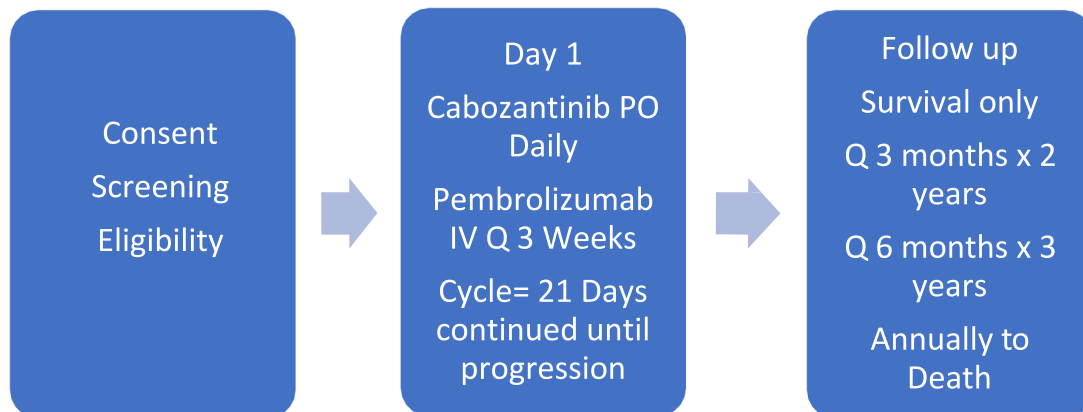 Consent
Screening
Eligibility
Day 1
Cabozantinib PO
Daily
Pembrolizumab
IV Q 3 Weeks
Cycle= 21 Days
continued until
progression
Follow up
Survival only
Q 3 months x 2
years
Q 6 months x 3
years
Annually to
Death